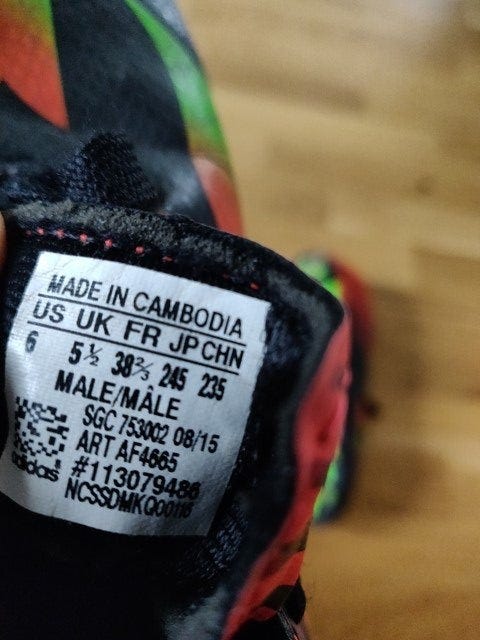 MADE IN CAMBODIA
US UK FR JP CHN
6 5½ 38⅔ 245 235
MALE/MÂLE
SGC 753002 08/15
ART AF4665
#113079486
adidas